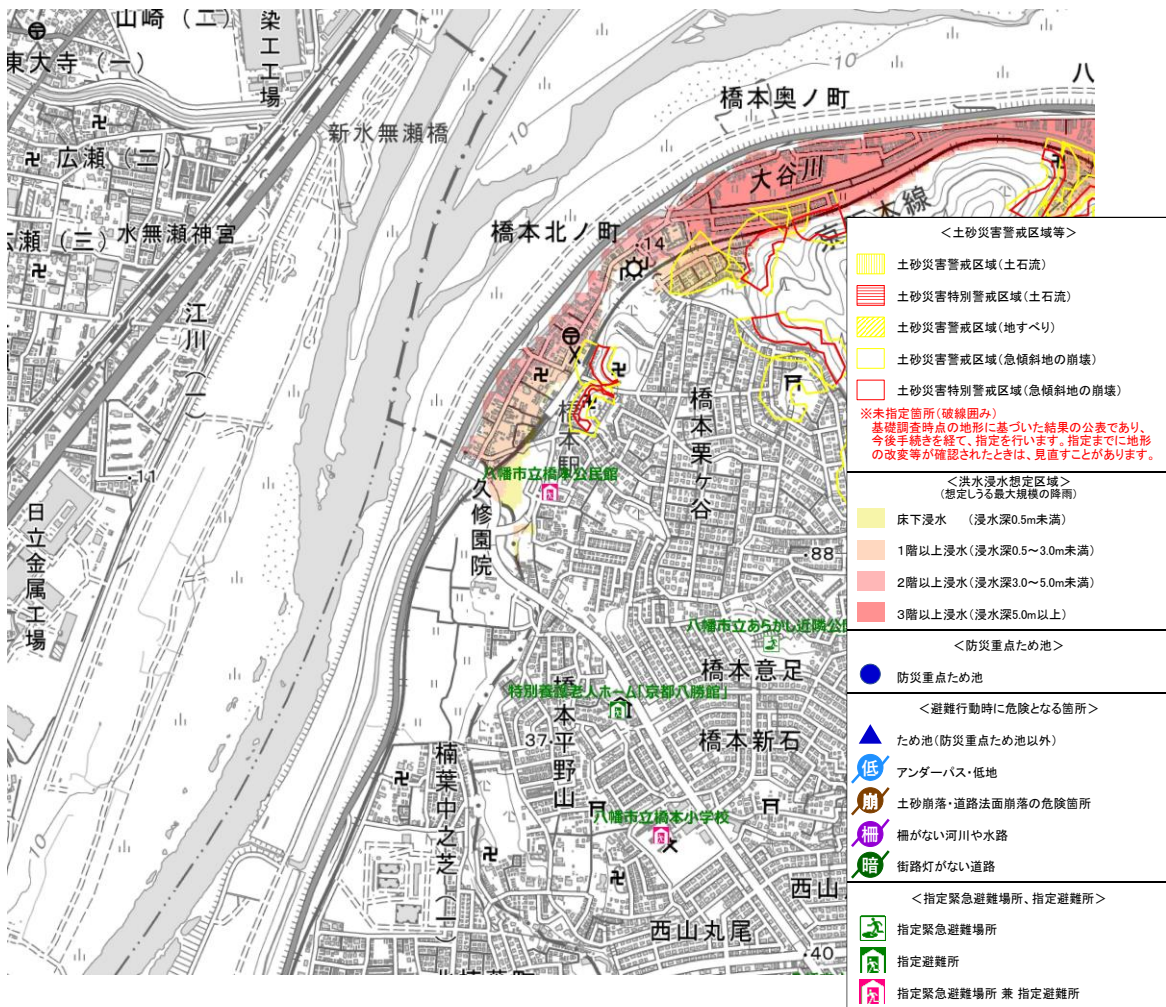 山崎(二)
東大寺(一)
染工工場
広瀬(二)
新水無瀬橋
10
10
橋本奥ノ町
八
大谷川
広瀬(三)
水無瀬神宮
橋本北ノ町
・14
京阪本線
江川(一)
橋本駅
橋本栗ケ谷
八幡市立橋本公民館
久修園院
・11
日立金属工場
・88
八幡市立あらかし近隣公園
橋本意足
特別養護老人ホーム「京都八勝館」
橋本平野山
37
橋本新石
楠葉中之芝(一)
八幡市立橋本小学校
10
西山
西山丸尾
・40
<土砂災害警戒区域等>
土砂災害警戒区域(土石流)
土砂災害特別警戒区域(土石流)
土砂災害警戒区域(地すべり)
土砂災害警戒区域(急傾斜地の崩壊)
土砂災害特別警戒区域(急傾斜地の崩壊)
※未指定箇所(破線囲み)
基礎調査時点の地形に基づいた結果の公表であり、
今後手続きを経て、指定を行います。指定までに地形
の改変等が確認されたときは、見直すことがあります。
<洪水浸水想定区域>
(想定しうる最大規模の降雨)
床下浸水 (浸水深0.5m未満)
1階以上浸水(浸水深0.5~3.0m未満)
2階以上浸水(浸水深3.0~5.0m未満)
3階以上浸水(浸水深5.0m以上)
<防災重点ため池>
防災重点ため池
<避難行動時に危険となる箇所>
ため池(防災重点ため池以外)
低 アンダーパス・低地
崩 土砂崩落・道路法面崩落の危険箇所
柵 柵がない河川や水路
暗 街路灯がない道路
<指定緊急避難場所、指定避難所>
指定緊急避難場所
指定避難所
指定緊急避難場所 兼 指定避難所